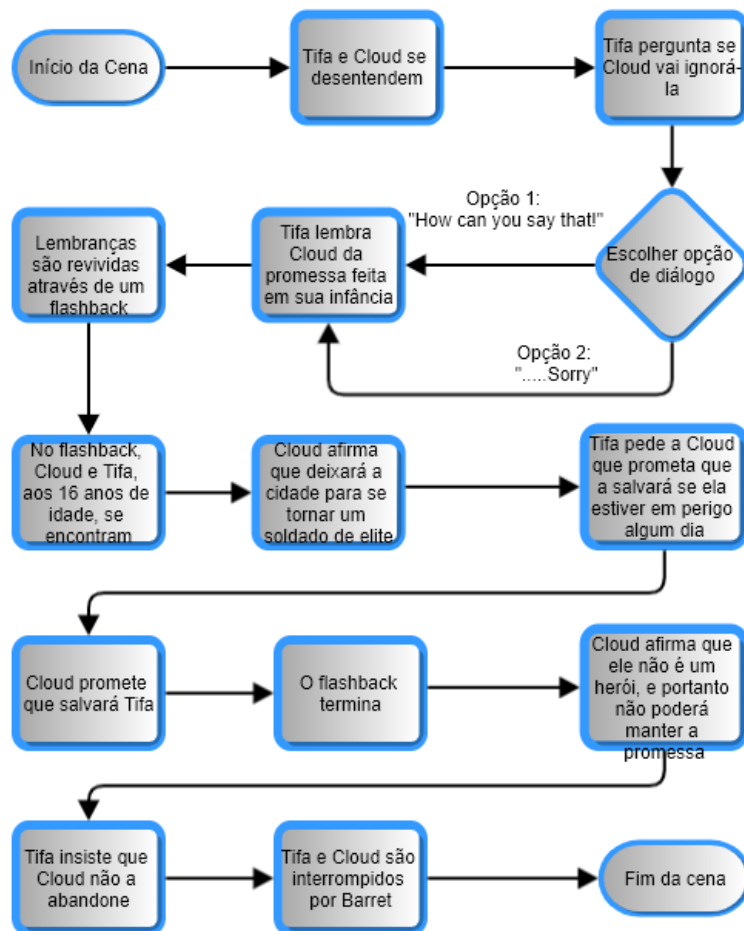 Início da Cena
Tifa e Cloud se
desentendem
Tifa pergunta se
Cloud vai ignorá-
la
Escolher opção
de diálogo
Opção 1:
"How can you say that!"
Opção 2:
".....Sorry"
Tifa lembra
Cloud da
promessa feita
em sua infância
Lembranças
são revividas
através de um
flashback
No flashback,
Cloud e Tifa,
aos 16 anos de
idade, se
encontram
Cloud afirma
que deixará a
cidade para se
tornar um
soldado de elite
Tifa pede a Cloud
que prometa que
a salvará se ela
estiver em perigo
algum dia
Cloud promete
que salvará Tifa
O flashback
termina
Cloud afirma que
ele não é um
herói, e portanto
não poderá
manter a
promessa
Tifa insiste que
Cloud não a
abandone
Tifa e Cloud são
interrompidos
por Barret
Fim da cena